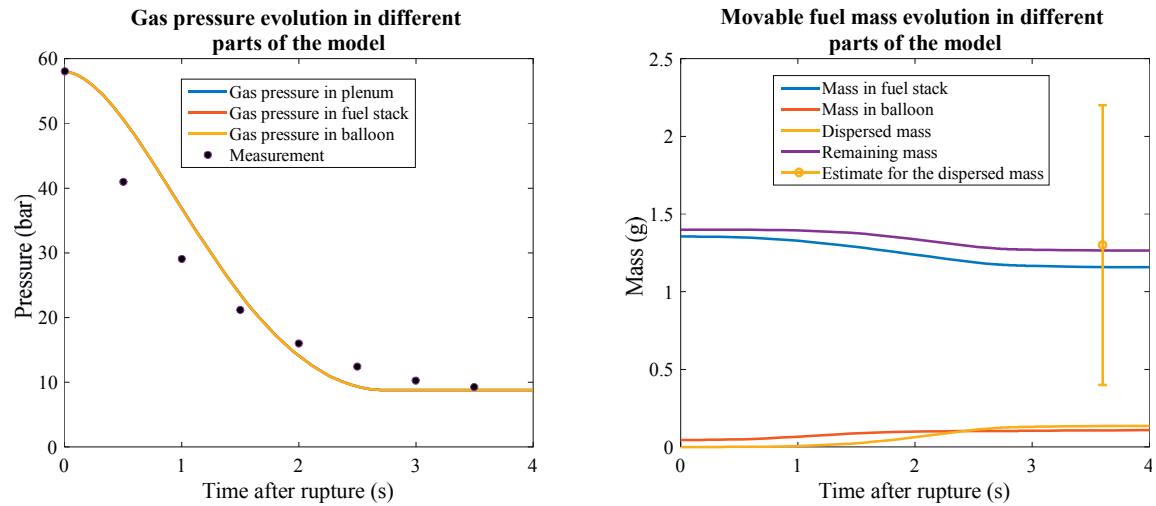 Gas pressure evolution in different
parts of the model
60
50
40
30
20
10
0
Pressure (bar)
Gas pressure in plenum
Gas pressure in fuel stack
Gas pressure in balloon
Measurement
0
1
2
3
4
Time after rupture (s)
Movable fuel mass evolution in different
parts of the model
2.5
2
1.5
1
0.5
0
Mass (g)
Mass in fuel stack
Mass in balloon
Dispersed mass
Remaining mass
Estimate for the dispersed mass
0
1
2
3
4
Time after rupture (s)